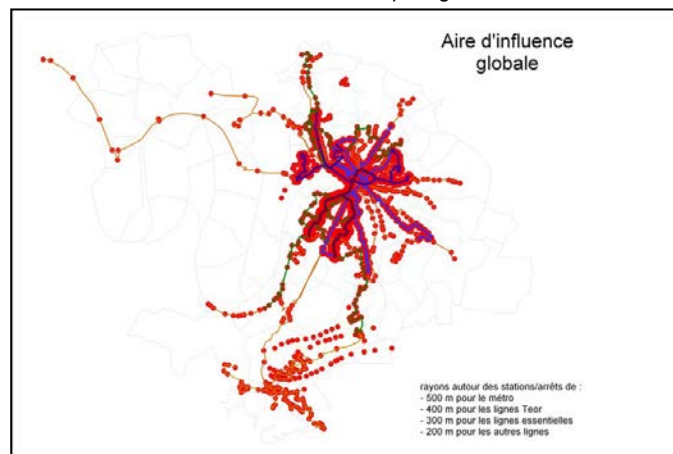 Aire d'influence
globale
rayons autour des stations/arrêts de :
- 500 m pour le métro
- 400 m pour les lignes Teor
- 300 m pour les lignes essentielles
- 200 m pour les autres lignes